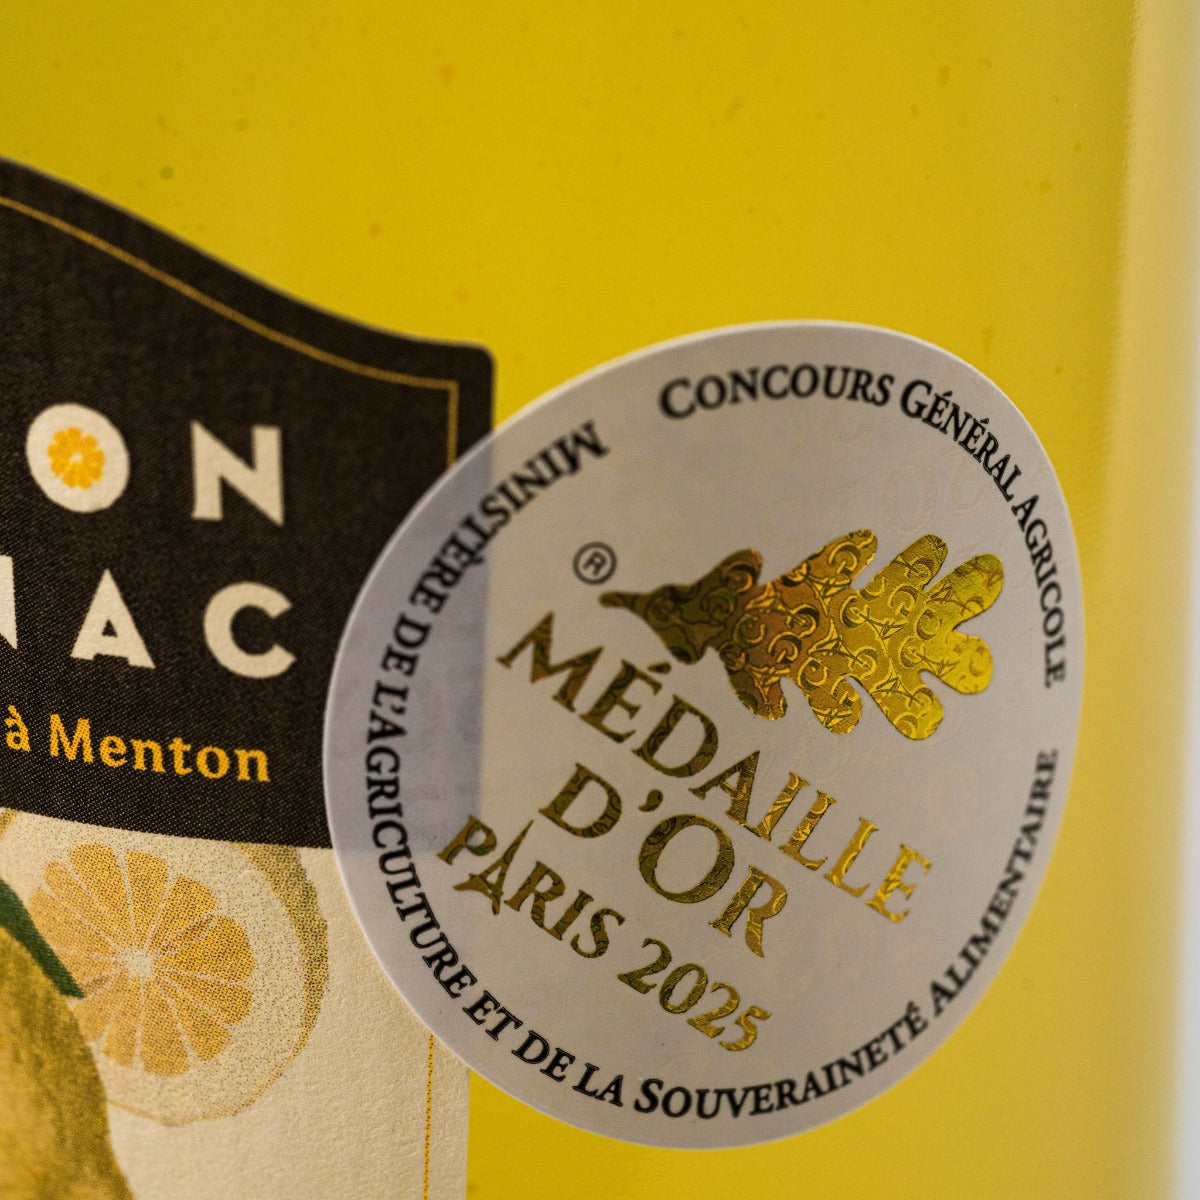 ON
NAC
à Menton
CONCOURS GÉNÉRAL AGRICOLE
MINISTÈRE DE L'AGRICULTURE ET DE LA SOUVERAINETÉ ALIMENTAIRE
®
MÉDAILLE
D'OR
PARIS 2025